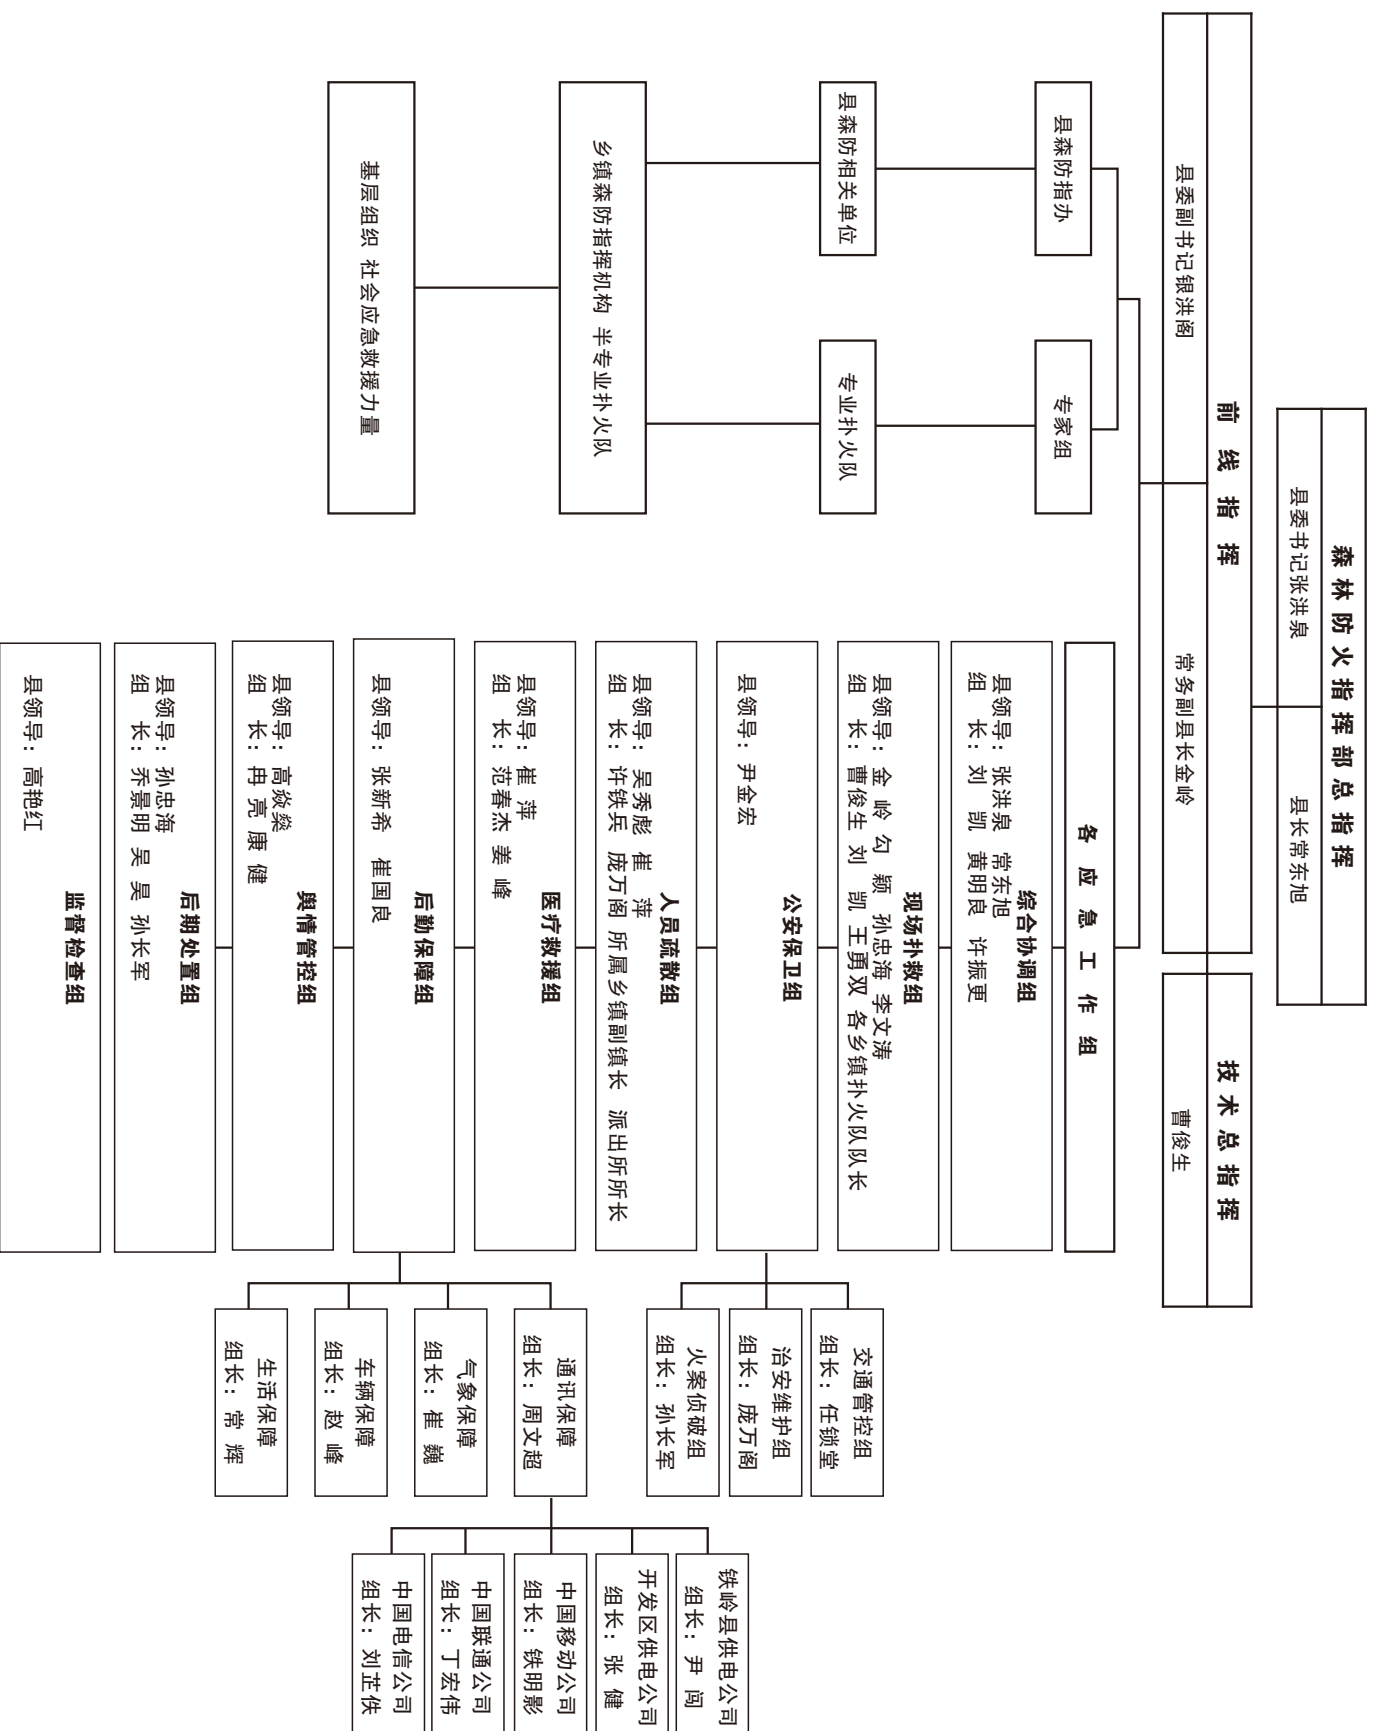 森林防火指挥部总指挥
县委书记张洪泉
县长常东旭
前线指挥
技术总指挥
县委副书记银洪阁
常务副县长金岭
曹俊生
县森防指办
专家组
县森防相关单位
专业扑火队
乡镇森防指挥机构 半专业扑火队
基层组织 社会应急救援力量
各应急工作组
综合协调组
县领导：张洪泉 常东旭
组 长：刘 凯 黄明良 许振更
现场扑救组
县领导：金 岭 勾 颖 孙忠海 李文涛
组 长：曹俊生 刘 凯 王勇双 各乡镇扑火队队长
公安保卫组
县领导：尹金宏
人员疏散组
县领导：吴秀彪 崔 萍
组 长：许铁兵 庞万阁 所属乡镇副镇长 派出所所长
医疗救援组
县领导：崔 萍
组 长：范春杰 姜 峰
后勤保障组
县领导：张新希 崔国良
舆情管控组
县领导：高焱燊
组 长：冉 亮 康 健
后期处置组
县领导：孙忠海
组 长：乔景明 吴 昊 孙长军
监督检查组
县领导：高艳红
交通管控组
组长：任锁堂
治安维护组
组长：庞万阁
火案侦破组
组长：孙长军
通讯保障
组长：周文超
气象保障
组长：崔 巍
车辆保障
组长：赵 峰
生活保障
组长：常 辉
铁岭县供电公司
组长：尹 闯
开发区供电公司
组长：张 健
中国移动公司
组长：铁明影
中国联通公司
组长：丁宏伟
中国电信公司
组长：刘芷佚